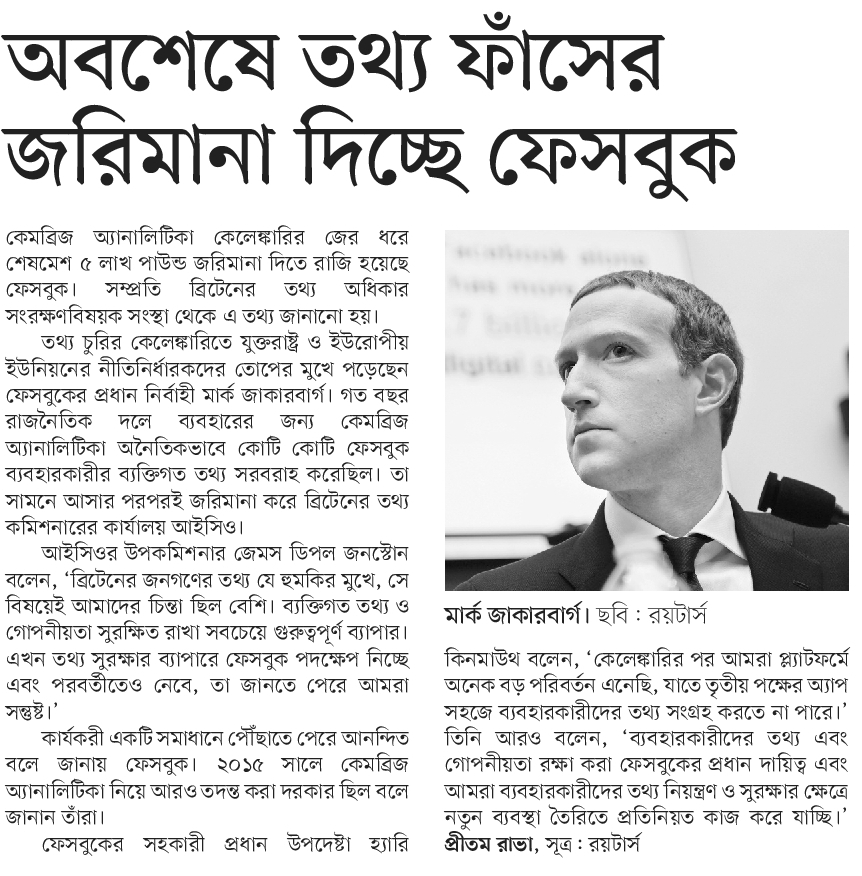 অবশেষে তথ্য ফাঁসের
জরিমানা দিচ্ছে ফেসবুক
কেমব্রিজ অ্যানালিটিকা কেলেঙ্কারির জের ধরে
শেষমেশ ৫ লাখ পাউন্ড জরিমানা দিতে রাজি হয়েছে
ফেসবুক। সম্প্রতি ব্রিটেনের তথ্য অধিকার
সংরক্ষণবিষয়ক সংস্থা থেকে এ তথ্য জানানো হয়।
তথ্য চুরির কেলেঙ্কারিতে যুক্তরাষ্ট্র ও ইউরোপীয়
ইউনিয়নের নীতিনির্ধারকদের তোপের মুখে পড়েছেন
ফেসবুকের প্রধান নির্বাহী মার্ক জাকারবার্গ। গত বছর
রাজনৈতিক দলে ব্যবহারের জন্য কেমব্রিজ
অ্যানালিটিকা অনৈতিকভাবে কোটি কোটি ফেসবুক
ব্যবহারকারীর ব্যক্তিগত তথ্য সরবরাহ করেছিল। তা
সামনে আসার পরপরই জরিমানা করে ব্রিটেনের তথ্য
কমিশনারের কার্যালয় আইসিও।
আইসিওর উপকমিশনার জেমস ডিপল জনস্টোন
বলেন, ‘ব্রিটেনের জনগণের তথ্য যে হুমকির মুখে, সে
বিষয়েই আমাদের চিন্তা ছিল বেশি। ব্যক্তিগত তথ্য ও
গোপনীয়তা সুরক্ষিত রাখা সবচেয়ে গুরুত্বপূর্ণ ব্যাপার।
এখন তথ্য সুরক্ষার ব্যাপারে ফেসবুক পদক্ষেপ নিচ্ছে
এবং পরবর্তীতেও নেবে, তা জানতে পেরে আমরা
সন্তুষ্ট।’
কার্যকরী একটি সমাধানে পৌঁছাতে পেরে আনন্দিত
বলে জানায় ফেসবুক। ২০১৫ সালে কেমব্রিজ
অ্যানালিটিকা নিয়ে আরও তদন্ত করা দরকার ছিল বলে
জানান তাঁরা।
ফেসবুকের সহকারী প্রধান উপদেষ্টা হ্যারি
facebook stone
has more
.7 billio
digital
মার্ক জাকারবার্গ। ছবি : রয়টার্স
কিনমাউথ বলেন, ‘কেলেঙ্কারির পর আমরা প্ল্যাটফর্মে
অনেক বড় পরিবর্তন এনেছি, যাতে তৃতীয় পক্ষের অ্যাপ
সহজে ব্যবহারকারীদের তথ্য সংগ্রহ করতে না পারে।’
তিনি আরও বলেন, ‘ব্যবহারকারীদের তথ্য এবং
গোপনীয়তা রক্ষা করা ফেসবুকের প্রধান দায়িত্ব এবং
আমরা ব্যবহারকারীদের তথ্য নিয়ন্ত্রণ ও সুরক্ষার ক্ষেত্রে
নতুন ব্যবস্থা তৈরিতে প্রতিনিয়ত কাজ করে যাচ্ছি।’
প্রীতম রাভা, সূত্র : রয়টার্স